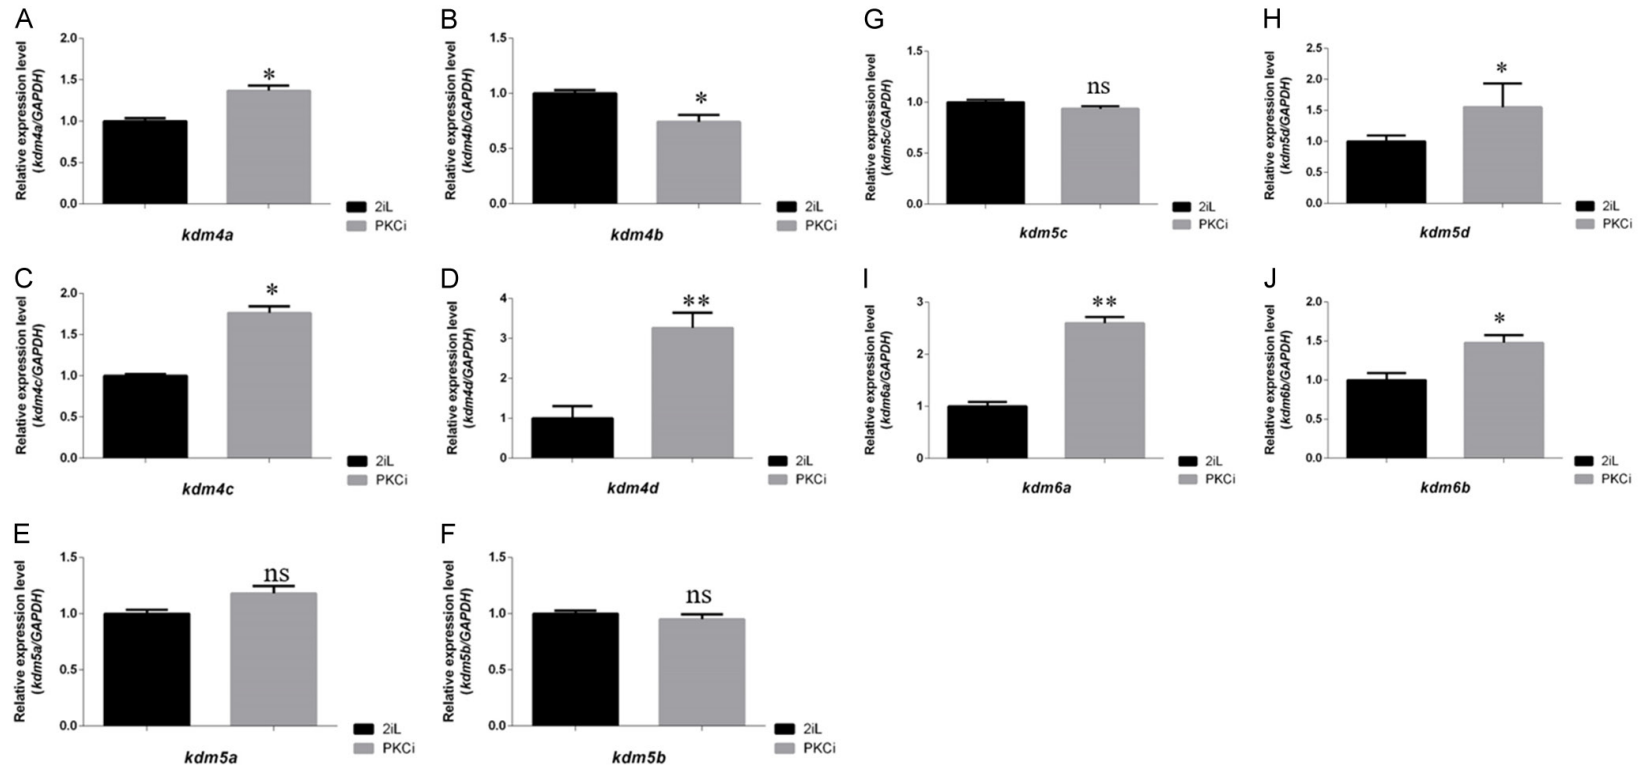 A
Relative expression level
(kdm4a/GAPDH)
2.0
1.5
1.0
0.5
0.0
*
2iL
PKCi
kdm4a
B
Relative expression level
(kdm4b/GAPDH)
1.5
1.0
0.5
0.0
*
2iL
PKCi
kdm4b
G
Relative expression level
(kdm5c/GAPDH)
1.5
1.0
0.5
0.0
ns
2iL
PKCi
kdm5c
H
Relative expression level
(kdm5d/GAPDH)
2.5
2.0
1.5
1.0
0.5
0.0
*
2iL
PKCi
kdm5d
C
Relative expression level
(kdm4c/GAPDH)
2.0
1.5
1.0
0.5
0.0
*
2iL
PKCi
kdm4c
D
Relative expression level
(kdm4d/GAPDH)
4
3
2
1
0
**
2iL
PKCi
kdm4d
I
Relative expression level
(kdm6a/GAPDH)
3
2
1
0
**
2iL
PKCi
kdm6a
J
Relative expression level
(kdm6b/GAPDH)
2.0
1.5
1.0
0.5
0.0
*
2iL
PKCi
kdm6b
E
Relative expression level
(kdm5a/GAPDH)
1.5
1.0
0.5
0.0
ns
2iL
PKCi
kdm5a
F
Relative expression level
(kdm5b/GAPDH)
1.5
1.0
0.5
0.0
ns
2iL
PKCi
kdm5b